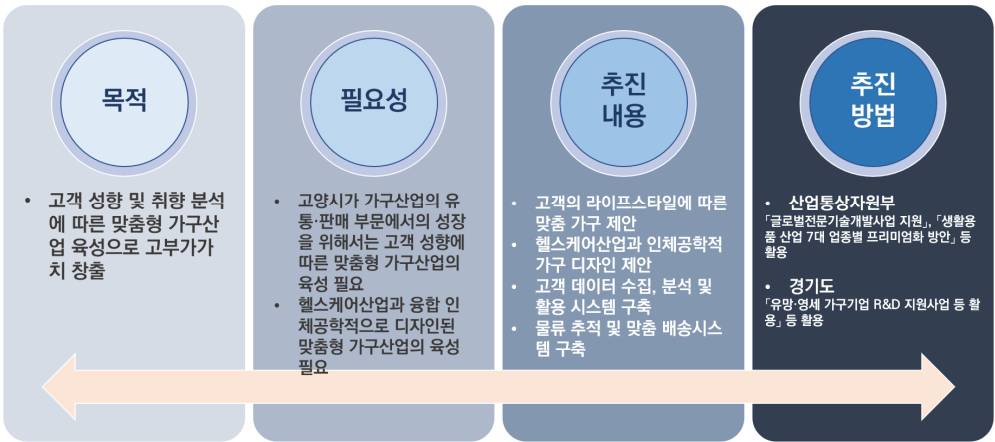 목적
• 고객 성향 및 취향 분석
에 따른 맞춤형 가구산
업 육성으로 고부가가
치 창출
필요성
• 고양시가 가구산업의 유
통·판매 부문에서의 성장
을 위해서는 고객 성향에
따른 맞춤형 가구산업의
육성 필요
• 헬스케어산업과 융합 인
체공학적으로 디자인된
맞춤형 가구산업의 육성
필요
추진
내용
• 고객의 라이프스타일에 따른
맞춤 가구 제안
• 헬스케어산업과 인체공학적
가구 디자인 제안
• 고객 데이터 수집, 분석 및
활용 시스템 구축
• 물류 추적 및 맞춤 배송시스
템 구축
추진
방법
• 산업통상자원부
「글로벌전문기술개발사업 지원」, 「생활용
품 산업 7대 업종별 프리미엄화 방안」 등
활용
• 경기도
「유망·영세 가구기업 R&D 지원사업 등 활
용」 등 활용